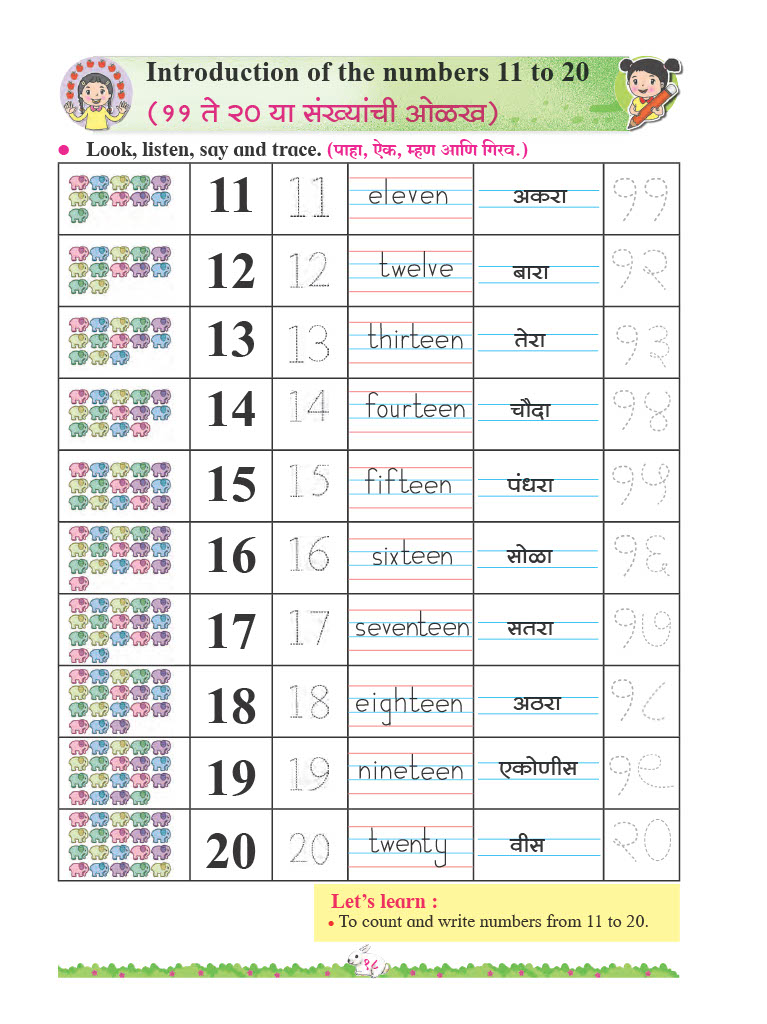 Introduction of the numbers 11 to 20
(११ ते २० या संख्यांची ओळख)
● Look, listen, say and trace. (पाहा, ऐक, म्हण आणि गिरव.)
11 11 eleven अकरा ११
12 12 twelve बारा १२
13 13 thirteen तेरा १३
14 14 fourteen चौदा १४
15 15 fifteen पंधरा १५
16 16 sixteen सोळा १६
17 17 seventeen सतरा १७
18 18 eighteen अठरा १८
19 19 nineteen एकोणीस १९
20 20 twenty वीस २०
Let's learn :
• To count and write numbers from 11 to 20.
१८